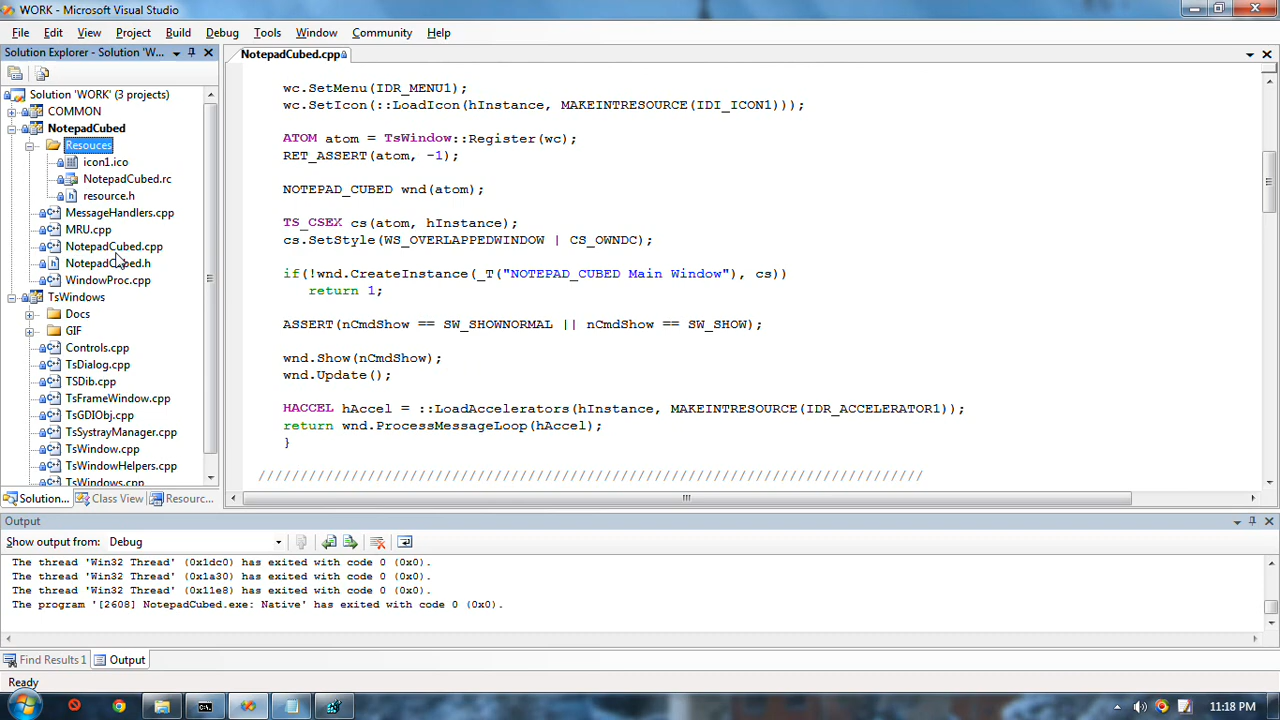 WORK - Microsoft Visual Studio
File Edit View Project Build Debug Tools Window Community Help
Solution Explorer - Solution 'W...
NotepadCubed.cpp
Solution 'WORK' (3 projects)
COMMON
NotepadCubed
Resouces
icon1.ico
NotepadCubed.rc
resource.h
MessageHandlers.cpp
MRU.cpp
NotepadCubed.cpp
NotepadCubed.h
WindowProc.cpp
TsWindows
Docs
GIF
Controls.cpp
TsDialog.cpp
TSDib.cpp
TsFrameWindow.cpp
TsGDIObj.cpp
TsSystrayManager.cpp
TsWindow.cpp
TsWindowHelpers.cpp
TsWindows.cpp
Solution... Class View Resourc...
wc.SetMenu(IDR_MENU1);
wc.SetIcon(::LoadIcon(hInstance, MAKEINTRESOURCE(IDI_ICON1)));
ATOM atom = TsWindow::Register(wc);
RET_ASSERT(atom, -1);
NOTEPAD_CUBED wnd(atom);
TS_CSEX cs(atom, hInstance);
cs.SetStyle(WS_OVERLAPPEDWINDOW | CS_OWNDC);
if(!wnd.CreateInstance(_T("NOTEPAD_CUBED Main Window"), cs))
return 1;
ASSERT(nCmdShow == SW_SHOWNORMAL || nCmdShow == SW_SHOW);
wnd.Show(nCmdShow);
wnd.Update();
HACCEL hAccel = ::LoadAccelerators(hInstance, MAKEINTRESOURCE(IDR_ACCELERATOR1));
return wnd.ProcessMessageLoop(hAccel);
}
////////////////////////////////////////////////////////////////////////////////
Output
Show output from: Debug
The thread 'Win32 Thread' (0x1dc0) has exited with code 0 (0x0).
The thread 'Win32 Thread' (0x1a30) has exited with code 0 (0x0).
The thread 'Win32 Thread' (0x11e8) has exited with code 0 (0x0).
The program '[2608] NotepadCubed.exe: Native' has exited with code 0 (0x0).
Find Results 1 Output
Ready
11:18 PM